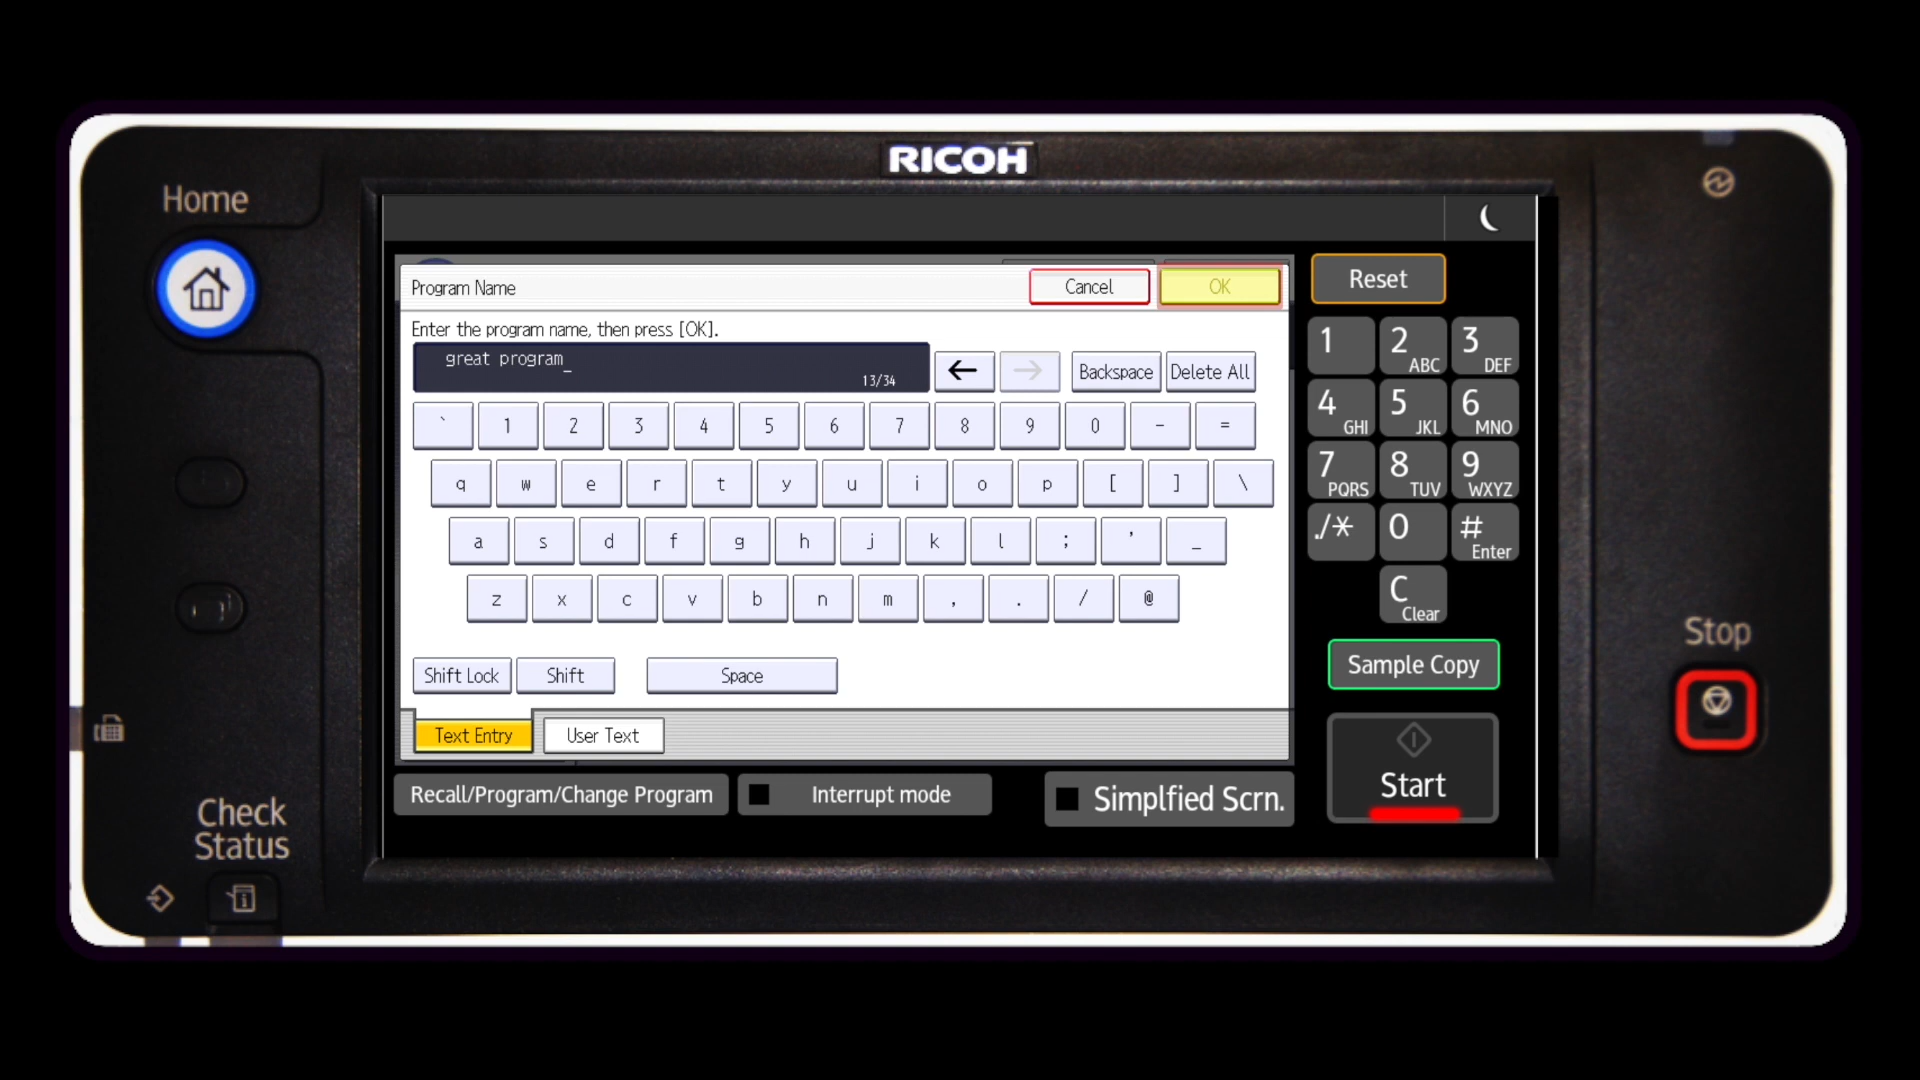 RICOH
Home
Program Name
Cancel
OK
Reset
Enter the program name, then press [OK].
great program_
13/34
←
→
Backspace
Delete All
` 1 2 3 4 5 6 7 8 9 0 - =
q w e r t y u i o p [ ] \
a s d f g h j k l ; ' _
z x c v b n m , . / @
Shift Lock
Shift
Space
Text Entry
User Text
Recall/Program/Change Program
Interrupt mode
Simplfied Scrn.
1
2 ABC
3 DEF
4 GHI
5 JKL
6 MNO
7 PQRS
8 TUV
9 WXYZ
./*
0
# Enter
C Clear
Sample Copy
Start
Stop
Check
Status